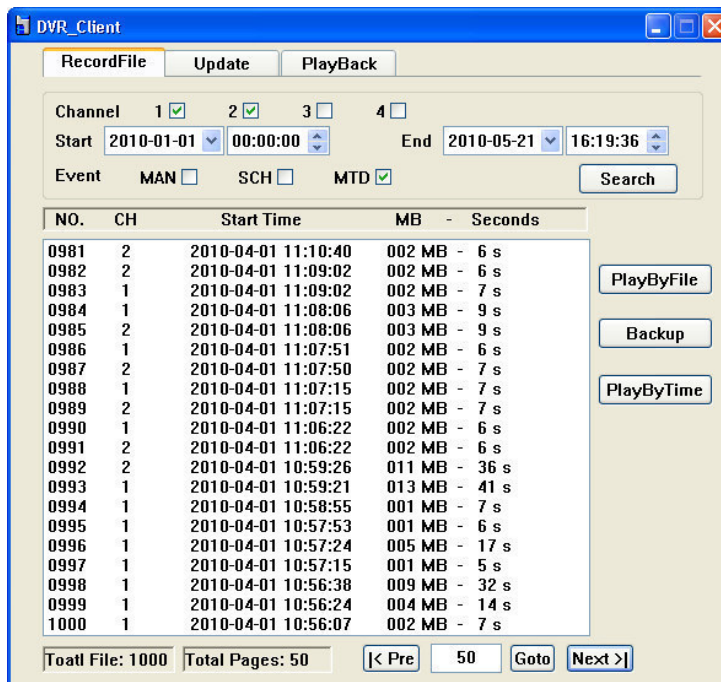 DVR_Client
RecordFile Update PlayBack
Channel 1 2 3 4
Start 2010-01-01 00:00:00 End 2010-05-21 16:19:36
Event MAN SCH MTD Search
NO. CH Start Time MB - Seconds
0981 2 2010-04-01 11:10:40 002 MB - 6 s
0982 2 2010-04-01 11:09:02 002 MB - 6 s
0983 1 2010-04-01 11:09:02 002 MB - 7 s
0984 1 2010-04-01 11:08:06 003 MB - 9 s
0985 2 2010-04-01 11:08:06 003 MB - 9 s
0986 1 2010-04-01 11:07:51 002 MB - 6 s
0987 2 2010-04-01 11:07:50 002 MB - 7 s
0988 1 2010-04-01 11:07:15 002 MB - 7 s
0989 2 2010-04-01 11:07:15 002 MB - 7 s
0990 1 2010-04-01 11:06:22 002 MB - 6 s
0991 2 2010-04-01 11:06:22 002 MB - 6 s
0992 2 2010-04-01 10:59:26 011 MB - 36 s
0993 1 2010-04-01 10:59:21 013 MB - 41 s
0994 1 2010-04-01 10:58:55 001 MB - 7 s
0995 1 2010-04-01 10:57:53 001 MB - 6 s
0996 1 2010-04-01 10:57:24 005 MB - 17 s
0997 1 2010-04-01 10:57:15 001 MB - 5 s
0998 1 2010-04-01 10:56:38 009 MB - 32 s
0999 1 2010-04-01 10:56:24 004 MB - 14 s
1000 1 2010-04-01 10:56:07 002 MB - 7 s
PlayByFile
Backup
PlayByTime
Toatl File: 1000 Total Pages: 50 |< Pre 50 Goto Next >|